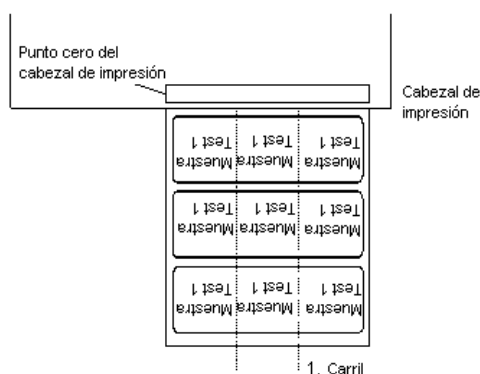 Punto cero del
cabezal de impresión
Cabezal de
impresión
Muestra Muestra Muestra
Test 1 Test 1 Test 1
Muestra Muestra Muestra
Test 1 Test 1 Test 1
Muestra Muestra Muestra
Test 1 Test 1 Test 1
1. Carril